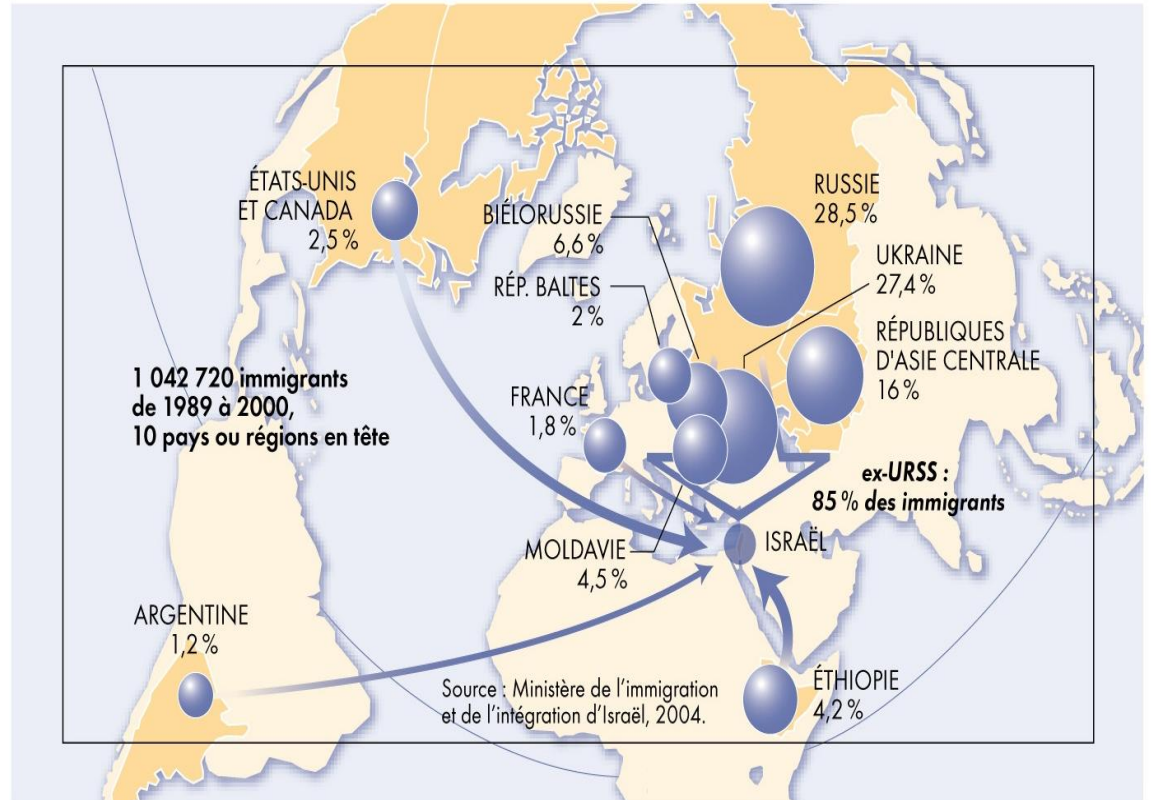 ÉTATS-UNIS
ET CANADA
2,5 %
BIÉLORUSSIE
6,6 %
RUSSIE
28,5 %
UKRAINE
27,4 %
RÉP. BALTES
2 %
RÉPUBLIQUES
D'ASIE CENTRALE
16 %
1 042 720 immigrants
de 1989 à 2000,
10 pays ou régions en tête
FRANCE
1,8 %
ex-URSS :
85 % des immigrants
ISRAËL
MOLDAVIE
4,5 %
ARGENTINE
1,2 %
Source : Ministère de l'immigration
et de l'intégration d'Israël, 2004.
ÉTHIOPIE
4,2 %